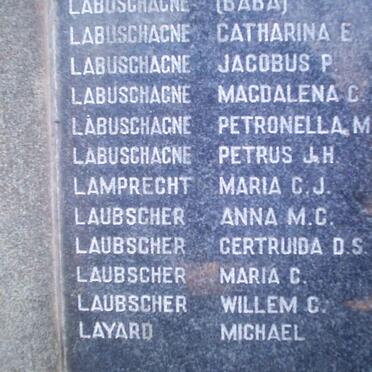 LABUSCHAGNE (BABA)
LABUSCHAGNE CATHARINA E
LABUSCHAGNE JACOBUS P.
LABUSCHAGNE MAGDALENA C.
LABUSCHAGNE PETRONELLA M
LABUSCHAGNE PETRUS J.H.
LAMPRECHT MARIA C.J.
LAUBSCHER ANNA M.C.
LAUBSCHER GERTRUIDA D.S.
LAUBSCHER MARIA C.
LAUBSCHER WILLEM C.
LAYARD MICHAEL